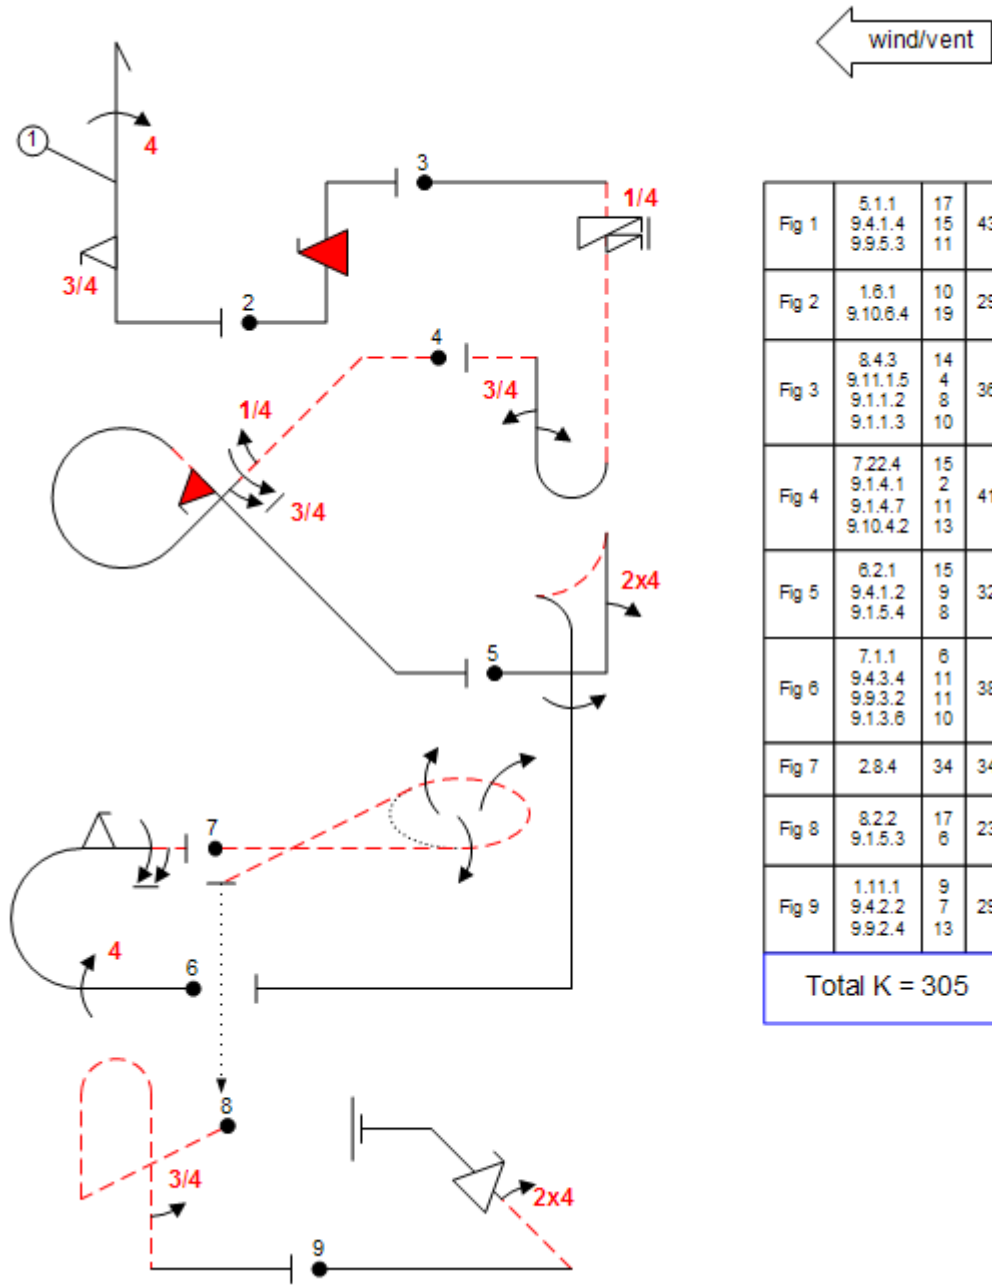 wind/vent
1
4
3/4
2
3
1/4
4
3/4
1/4
3/4
2x4
5
7
4
6
8
3/4
2x4
9
Fig 1 5.1.1 17 43
9.4.1.4 15
9.9.5.3 11
Fig 2 1.6.1 10 29
9.10.6.4 19
Fig 3 8.4.3 14 36
9.11.1.5 4
9.1.1.2 8
9.1.1.3 10
Fig 4 7.22.4 15 41
9.1.4.1 2
9.1.4.7 11
9.10.4.2 13
Fig 5 6.2.1 15 32
9.4.1.2 9
9.1.5.4 8
Fig 6 7.1.1 6 38
9.4.3.4 11
9.9.3.2 11
9.1.3.6 10
Fig 7 2.8.4 34 34
Fig 8 8.2.2 17 23
9.1.5.3 6
Fig 9 1.11.1 9 29
9.4.2.2 7
9.9.2.4 13
Total K = 305